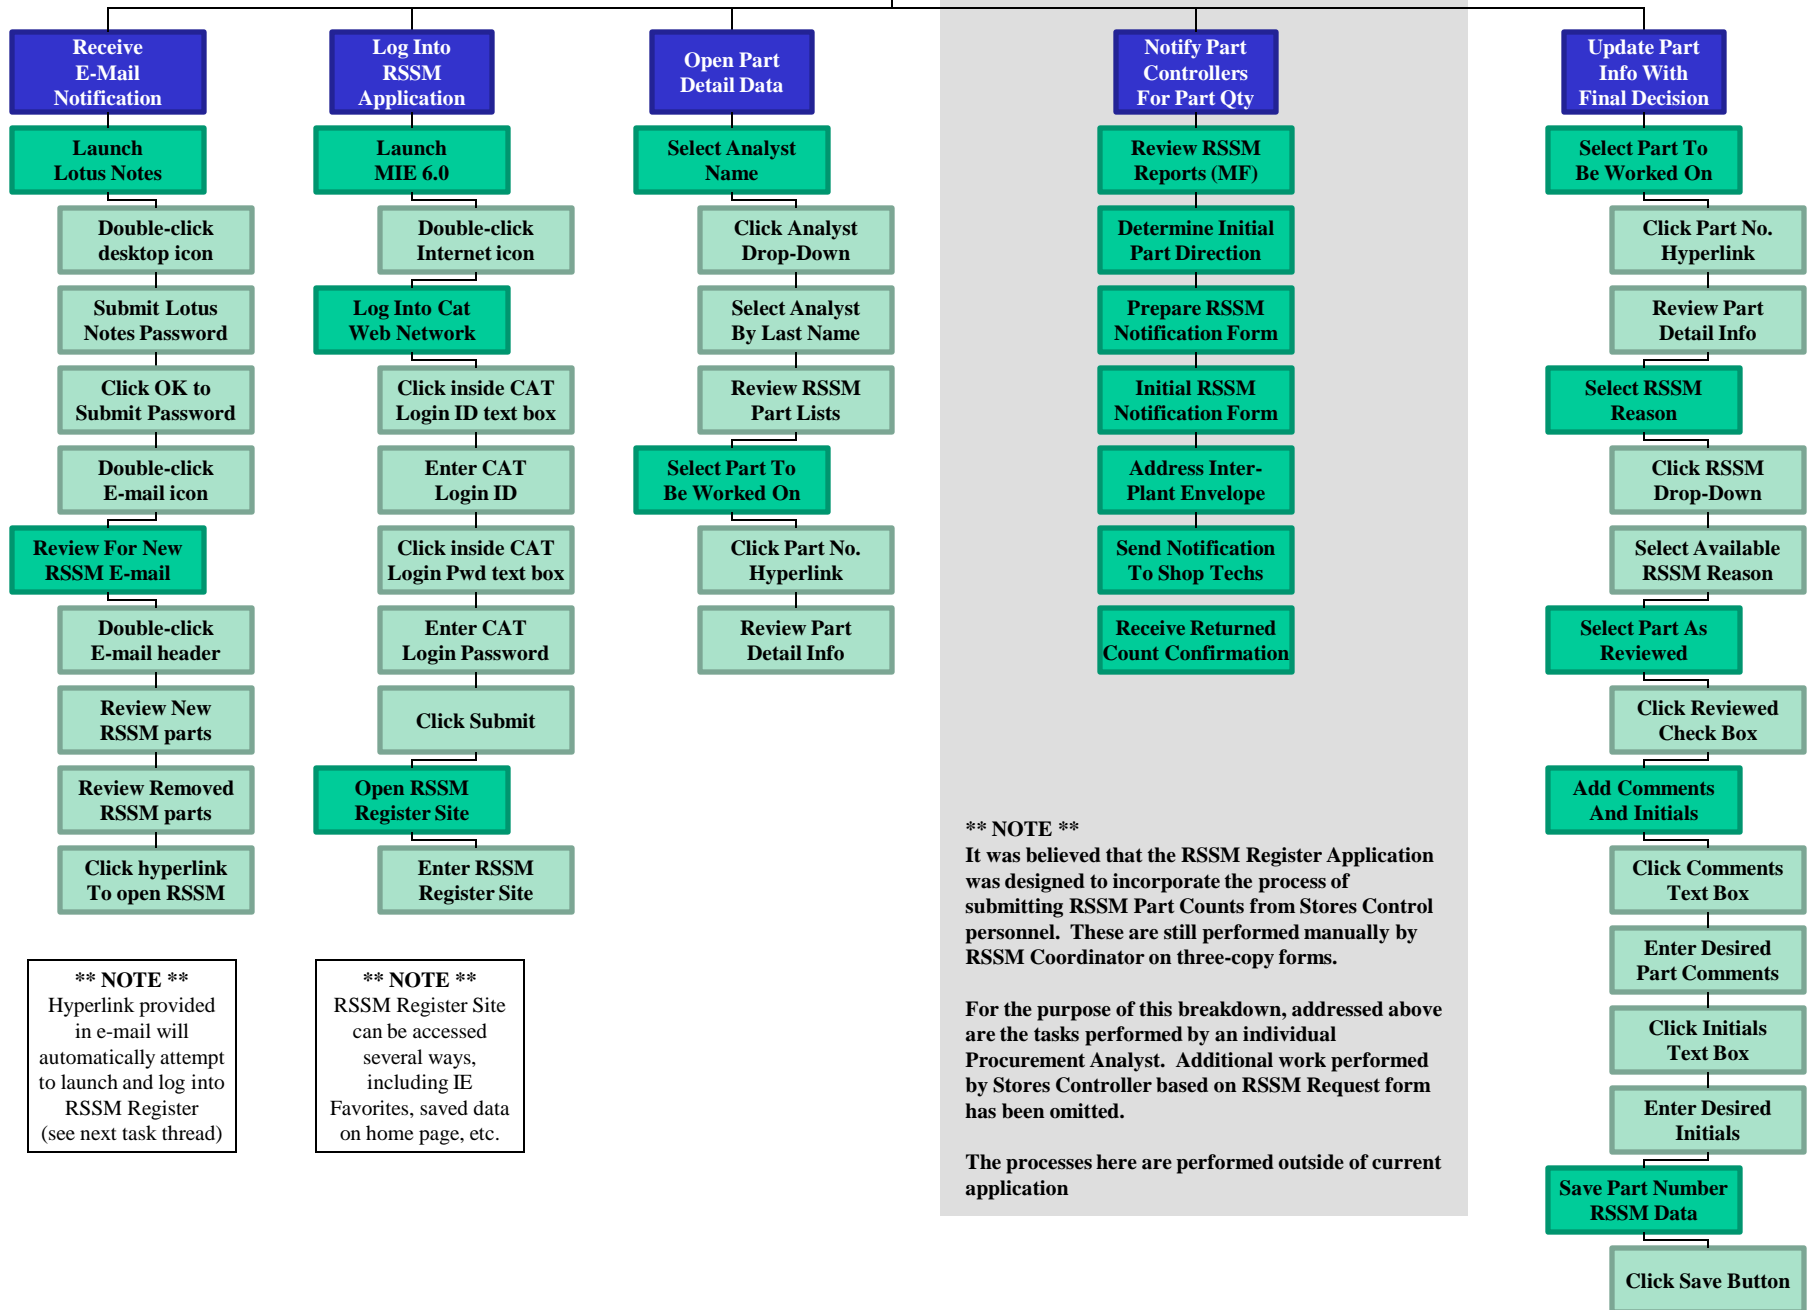 Receive
E-Mail
Notification
Launch
Lotus Notes
Double-click
desktop icon
Submit Lotus
Notes Password
Click OK to
Submit Password
Double-click
E-mail icon
Review For New
RSSM E-mail
Double-click
E-mail header
Review New
RSSM parts
Review Removed
RSSM parts
Click hyperlink
To open RSSM
** NOTE **
Hyperlink provided
in e-mail will
automatically attempt
to launch and log into
RSSM Register
(see next task thread)
Log Into
RSSM
Application
Launch
MIE 6.0
Double-click
Internet icon
Log Into Cat
Web Network
Click inside CAT
Login ID text box
Enter CAT
Login ID
Click inside CAT
Login Pwd text box
Enter CAT
Login Password
Click Submit
Open RSSM
Register Site
Enter RSSM
Register Site
** NOTE **
RSSM Register Site
can be accessed
several ways,
including IE
Favorites, saved data
on home page, etc.
Open Part
Detail Data
Select Analyst
Name
Click Analyst
Drop-Down
Select Analyst
By Last Name
Review RSSM
Part Lists
Select Part To
Be Worked On
Click Part No.
Hyperlink
Review Part
Detail Info
Notify Part
Controllers
For Part Qty
Review RSSM
Reports (MF)
Determine Initial
Part Direction
Prepare RSSM
Notification Form
Initial RSSM
Notification Form
Address Inter-
Plant Envelope
Send Notification
To Shop Techs
Receive Returned
Count Confirmation
** NOTE **
It was believed that the RSSM Register Application
was designed to incorporate the process of
submitting RSSM Part Counts from Stores Control
personnel. These are still performed manually by
RSSM Coordinator on three-copy forms.
For the purpose of this breakdown, addressed above
are the tasks performed by an individual
Procurement Analyst. Additional work performed
by Stores Controller based on RSSM Request form
has been omitted.
The processes here are performed outside of current
application
Update Part
Info With
Final Decision
Select Part To
Be Worked On
Click Part No.
Hyperlink
Review Part
Detail Info
Select RSSM
Reason
Click RSSM
Drop-Down
Select Available
RSSM Reason
Select Part As
Reviewed
Click Reviewed
Check Box
Add Comments
And Initials
Click Comments
Text Box
Enter Desired
Part Comments
Click Initials
Text Box
Enter Desired
Initials
Save Part Number
RSSM Data
Click Save Button